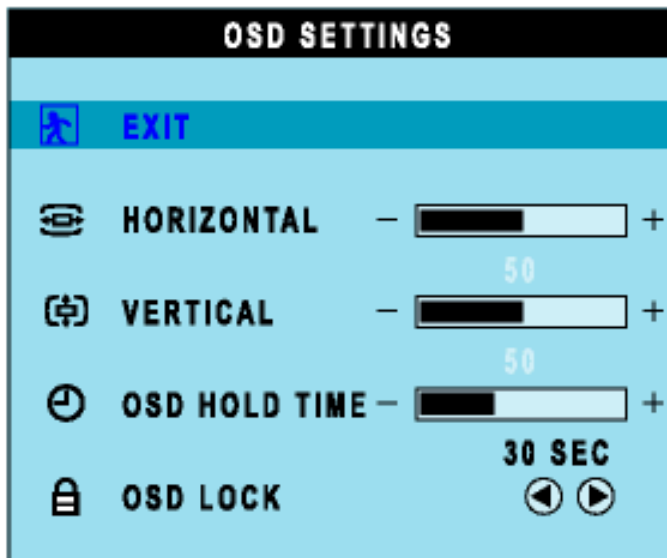 OSD SETTINGS
EXIT
HORIZONTAL - +
50
VERTICAL - +
50
OSD HOLD TIME - +
30 SEC
OSD LOCK